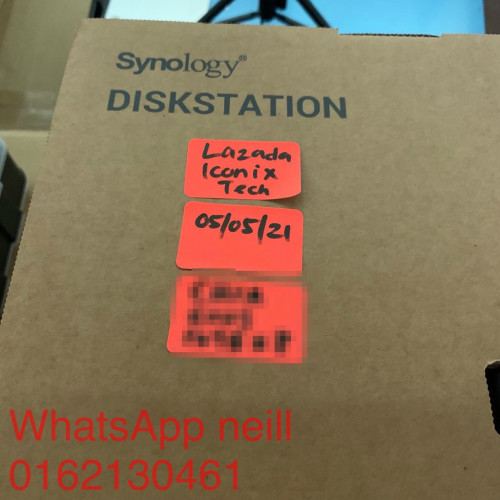 Synology®
DISKSTATION
Lazada
Iconix
Tech
05/05/21
WhatsApp neill
0162130461